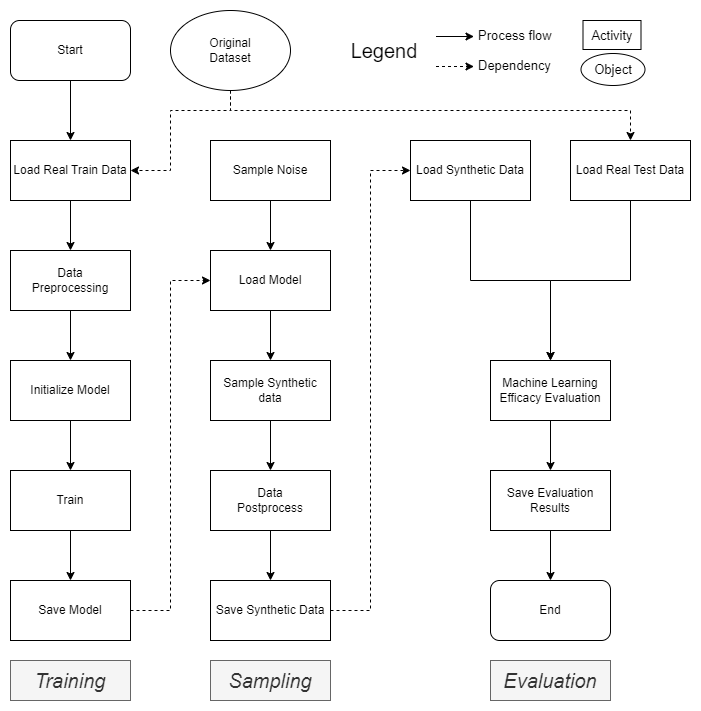 Start
Original
Dataset
Legend
Process flow
Activity
Dependency
Object
Load Real Train Data
Sample Noise
Load Synthetic Data
Load Real Test Data
Data
Preprocessing
Load Model
Initialize Model
Sample Synthetic
data
Machine Learning
Efficacy Evaluation
Train
Data
Postprocess
Save Evaluation
Results
Save Model
Save Synthetic Data
End
Training
Sampling
Evaluation